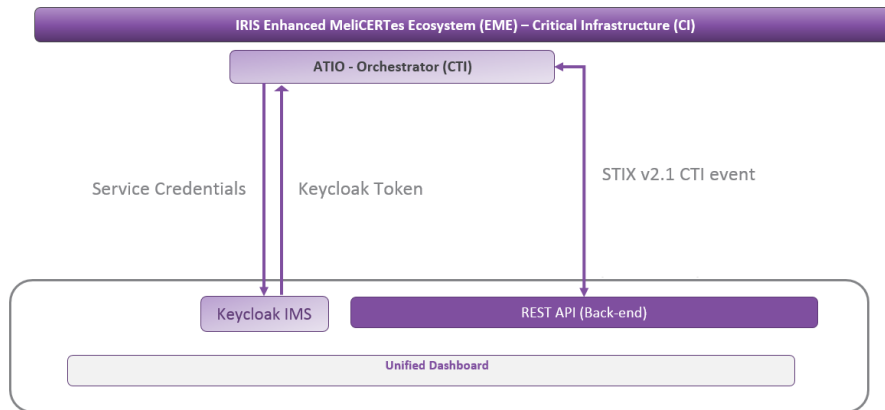 IRIS Enhanced MeliCERTes Ecosystem (EME) – Critical Infrastructure (CI)
ATIO - Orchestrator (CTI)
Service Credentials
Keycloak Token
STIX v2.1 CTI event
Keycloak IMS
REST API (Back-end)
Unified Dashboard